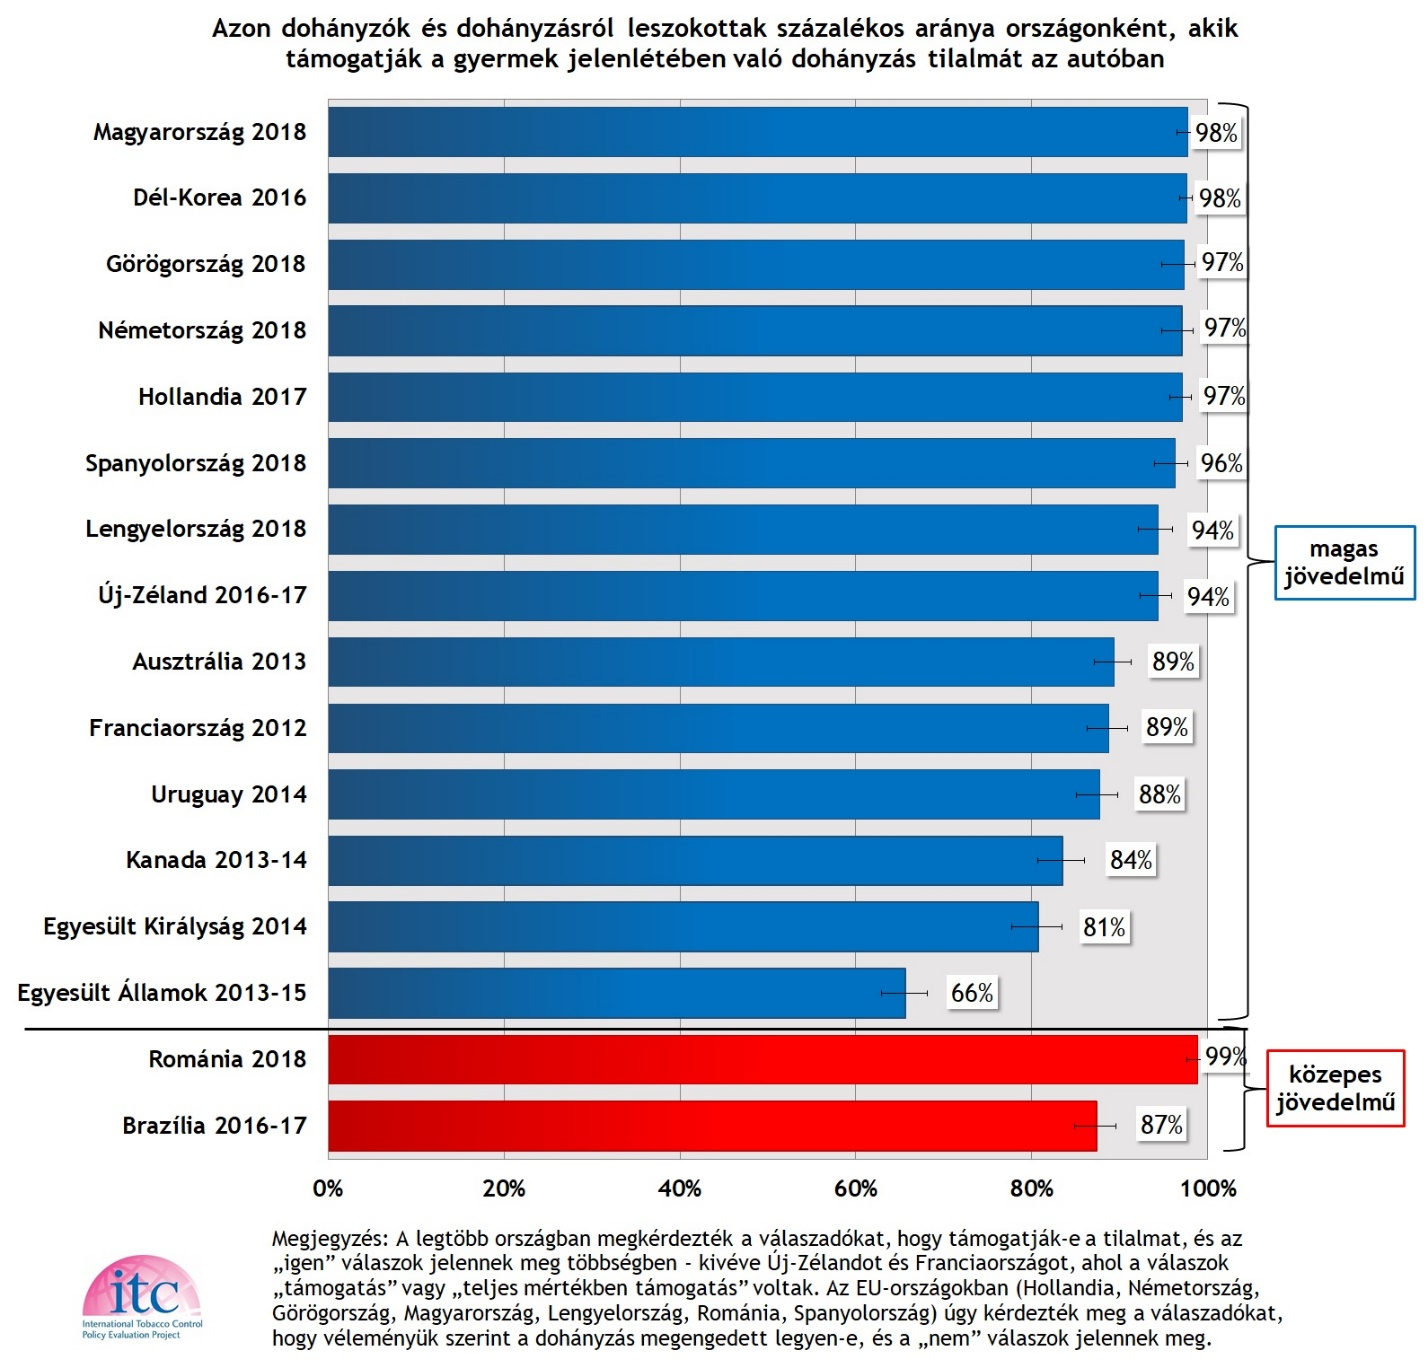 Azon dohányzók és dohányzásról leszokottak százalékos aránya országonként, akik
támogatják a gyermek jelenlétében való dohányzás tilalmát az autóban
Magyarország 2018 98%
Dél-Korea 2016 98%
Görögország 2018 97%
Németország 2018 97%
Hollandia 2017 97%
Spanyolország 2018 96%
Lengyelország 2018 94%
Új-Zéland 2016-17 94%
Ausztrália 2013 89%
Franciaország 2012 89%
Uruguay 2014 88%
Kanada 2013-14 84%
Egyesült Királyság 2014 81%
Egyesült Államok 2013-15 66%
magas
jövedelmű
Románia 2018 99%
Brazília 2016-17 87%
közepes
jövedelmű
0% 20% 40% 60% 80% 100%
Megjegyzés: A legtöbb országban megkérdezték a válaszadókat, hogy támogatják-e a tilalmat, és az
„igen” válaszok jelennek meg többségben - kivéve Új-Zélandot és Franciaországot, ahol a válaszok
„támogatás” vagy „teljes mértékben támogatás” voltak. Az EU-országokban (Hollandia, Németország,
Görögország, Magyarország, Lengyelország, Románia, Spanyolország) úgy kérdezték meg a válaszadókat,
hogy véleményük szerint a dohányzás megengedett legyen-e, és a „nem” válaszok jelennek meg.
itc
International Tobacco Control
Policy Evaluation Project